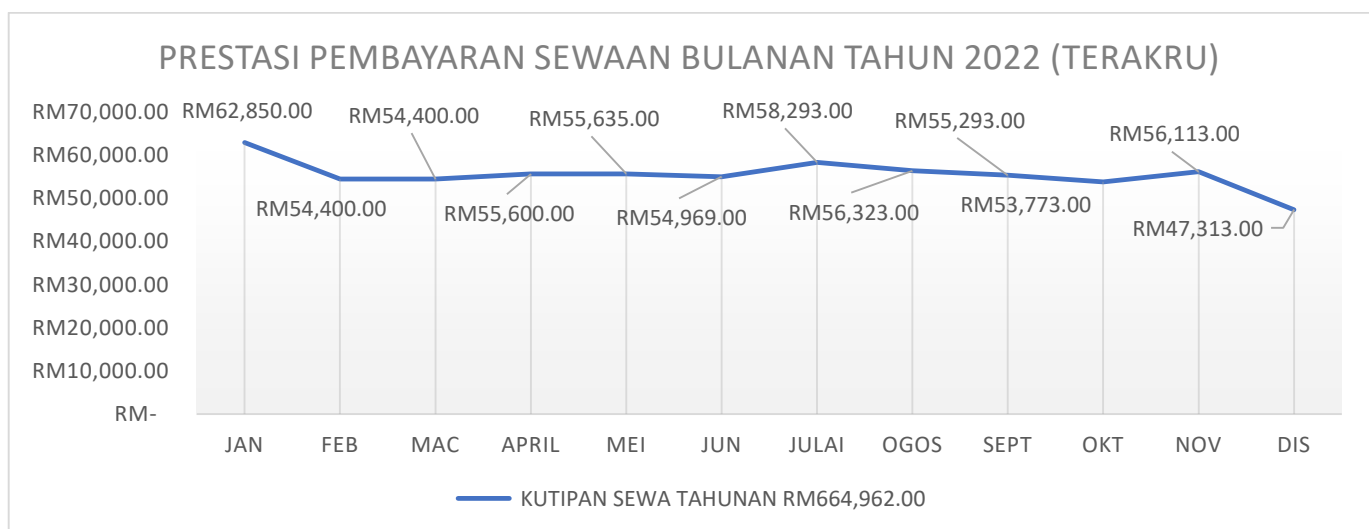 PRESTASI PEMBAYARAN SEWAAN BULANAN TAHUN 2022 (TERAKRU)
RM70,000.00
RM60,000.00
RM50,000.00
RM40,000.00
RM30,000.00
RM20,000.00
RM10,000.00
RM-
RM62,850.00
RM54,400.00
RM54,400.00
RM55,600.00
RM55,635.00
RM54,969.00
RM58,293.00
RM56,323.00
RM55,293.00
RM53,773.00
RM56,113.00
RM47,313.00
JAN FEB MAC APRIL MEI JUN JULAI OGOS SEPT OKT NOV DIS
KUTIPAN SEWA TAHUNAN RM664,962.00